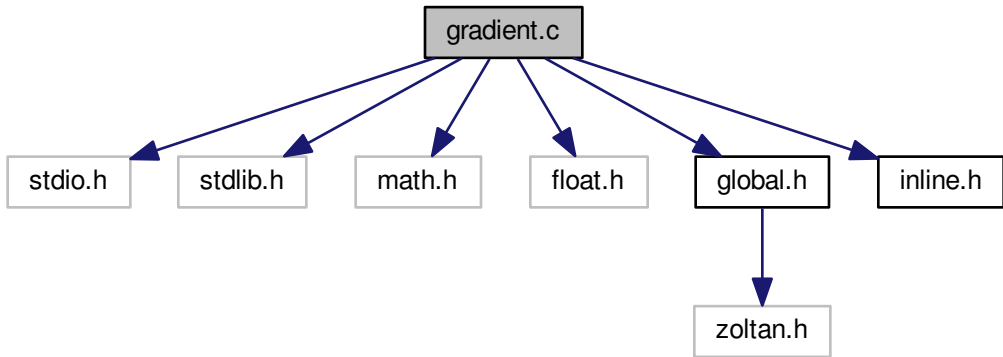 gradient.c
stdio.h
stdlib.h
math.h
float.h
global.h
inline.h
zoltan.h